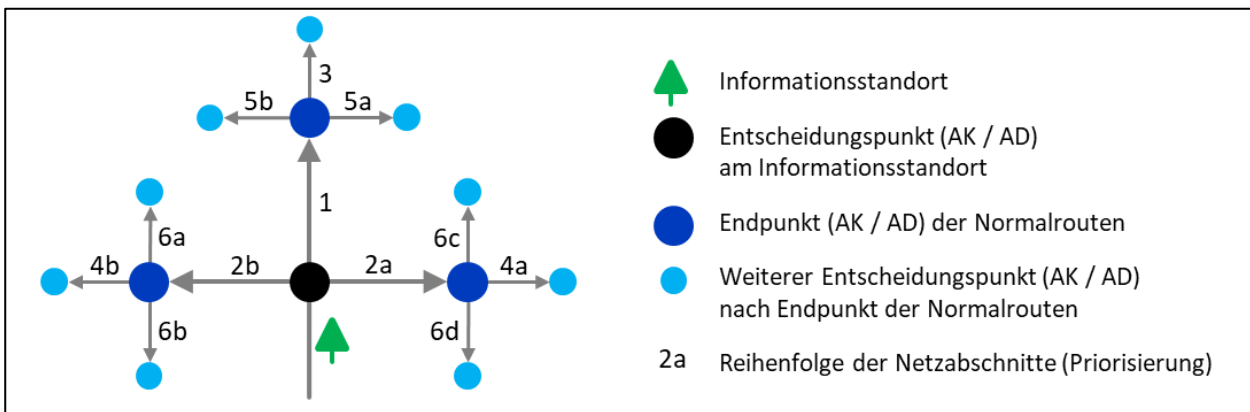 3
5b
5a
1
6a
6c
4b
2b
2a
4a
6b
6d
Informationsstandort
Entscheidungspunkt (AK / AD)
am Informationsstandort
Endpunkt (AK / AD) der Normalrouten
Weiterer Entscheidungspunkt (AK / AD)
nach Endpunkt der Normalrouten
2a
Reihenfolge der Netzabschnitte (Priorisierung)